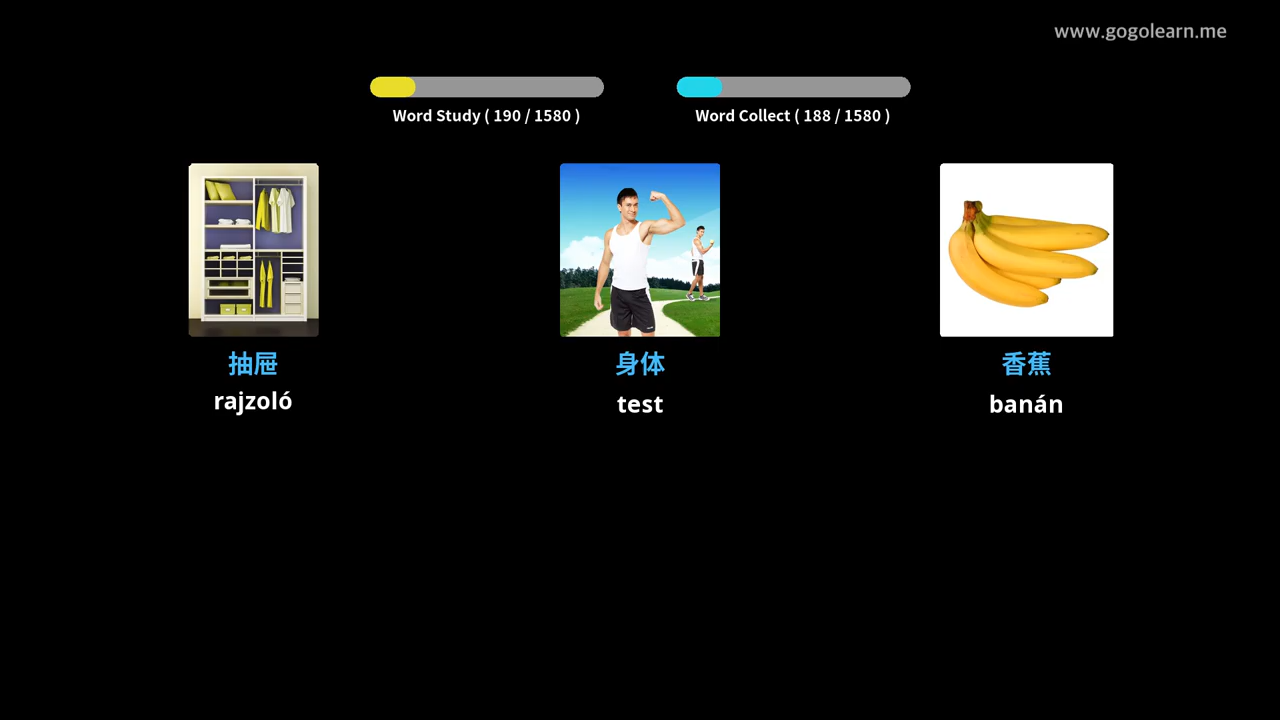 www.gogolearn.me
Word Study ( 190 / 1580 )
Word Collect ( 188 / 1580 )
抽屉
身体
香蕉
rajzoló
test
banán